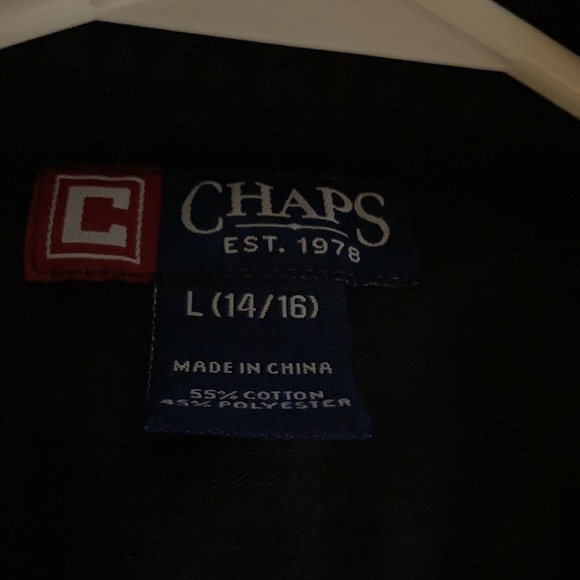 C
CHAPS
EST. 1978
L (14/16)
MADE IN CHINA
55% COTTON
45% POLYESTER